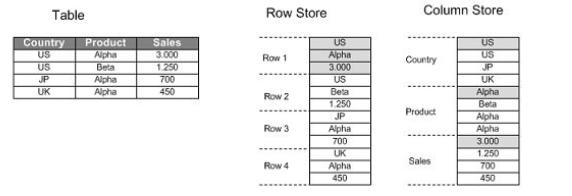 Table
Country Product Sales
US Alpha 3.000
US Beta 1.250
JP Alpha 700
UK Alpha 450
Row Store
Row 1
US
Alpha
3.000
Row 2
US
Beta
1.250
Row 3
JP
Alpha
700
Row 4
UK
Alpha
450
Column Store
Country
US
US
JP
UK
Product
Alpha
Beta
Alpha
Alpha
Sales
3.000
1.250
700
450